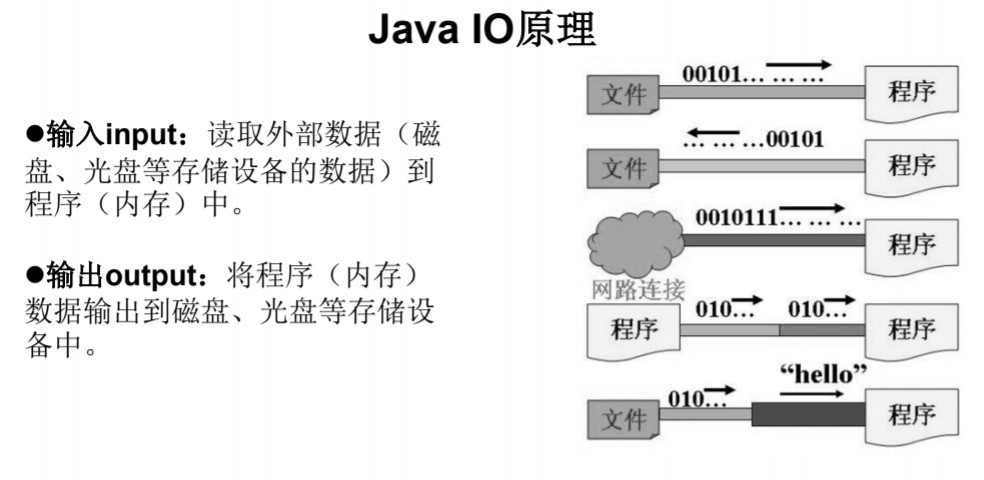 Java IO原理
●输入input：读取外部数据（磁
盘、光盘等存储设备的数据）到
程序（内存）中。
●输出output：将程序（内存）
数据输出到磁盘、光盘等存储设
备中。
00101... ... ...
文件
程序
... ... ...00101
文件
程序
0010111... ... ...
程序
网路连接
010...
010...
程序
程序
“hello”
010...
文件
程序